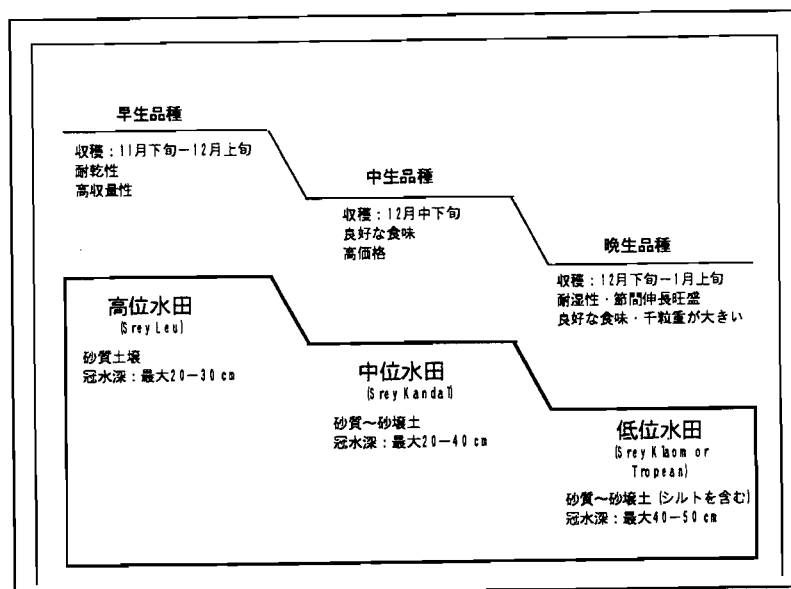 早生品種
収穫：11月下旬－12月上旬
耐乾性
高収量性
中生品種
収穫：12月中下旬
良好な食味
高価格
晩生品種
収穫：12月下旬－1月上旬
耐湿性・節間伸長旺盛
良好な食味・千粒重が大きい
高位水田
(Srey Leu)
砂質土壌
冠水深：最大20－30 cm
中位水田
(Srey Kandal)
砂質～砂壌土
冠水深：最大20－40 cm
低位水田
(Srey Klaom or
Tropean)
砂質～砂壌土 (シルトを含む)
冠水深：最大40－50 cm